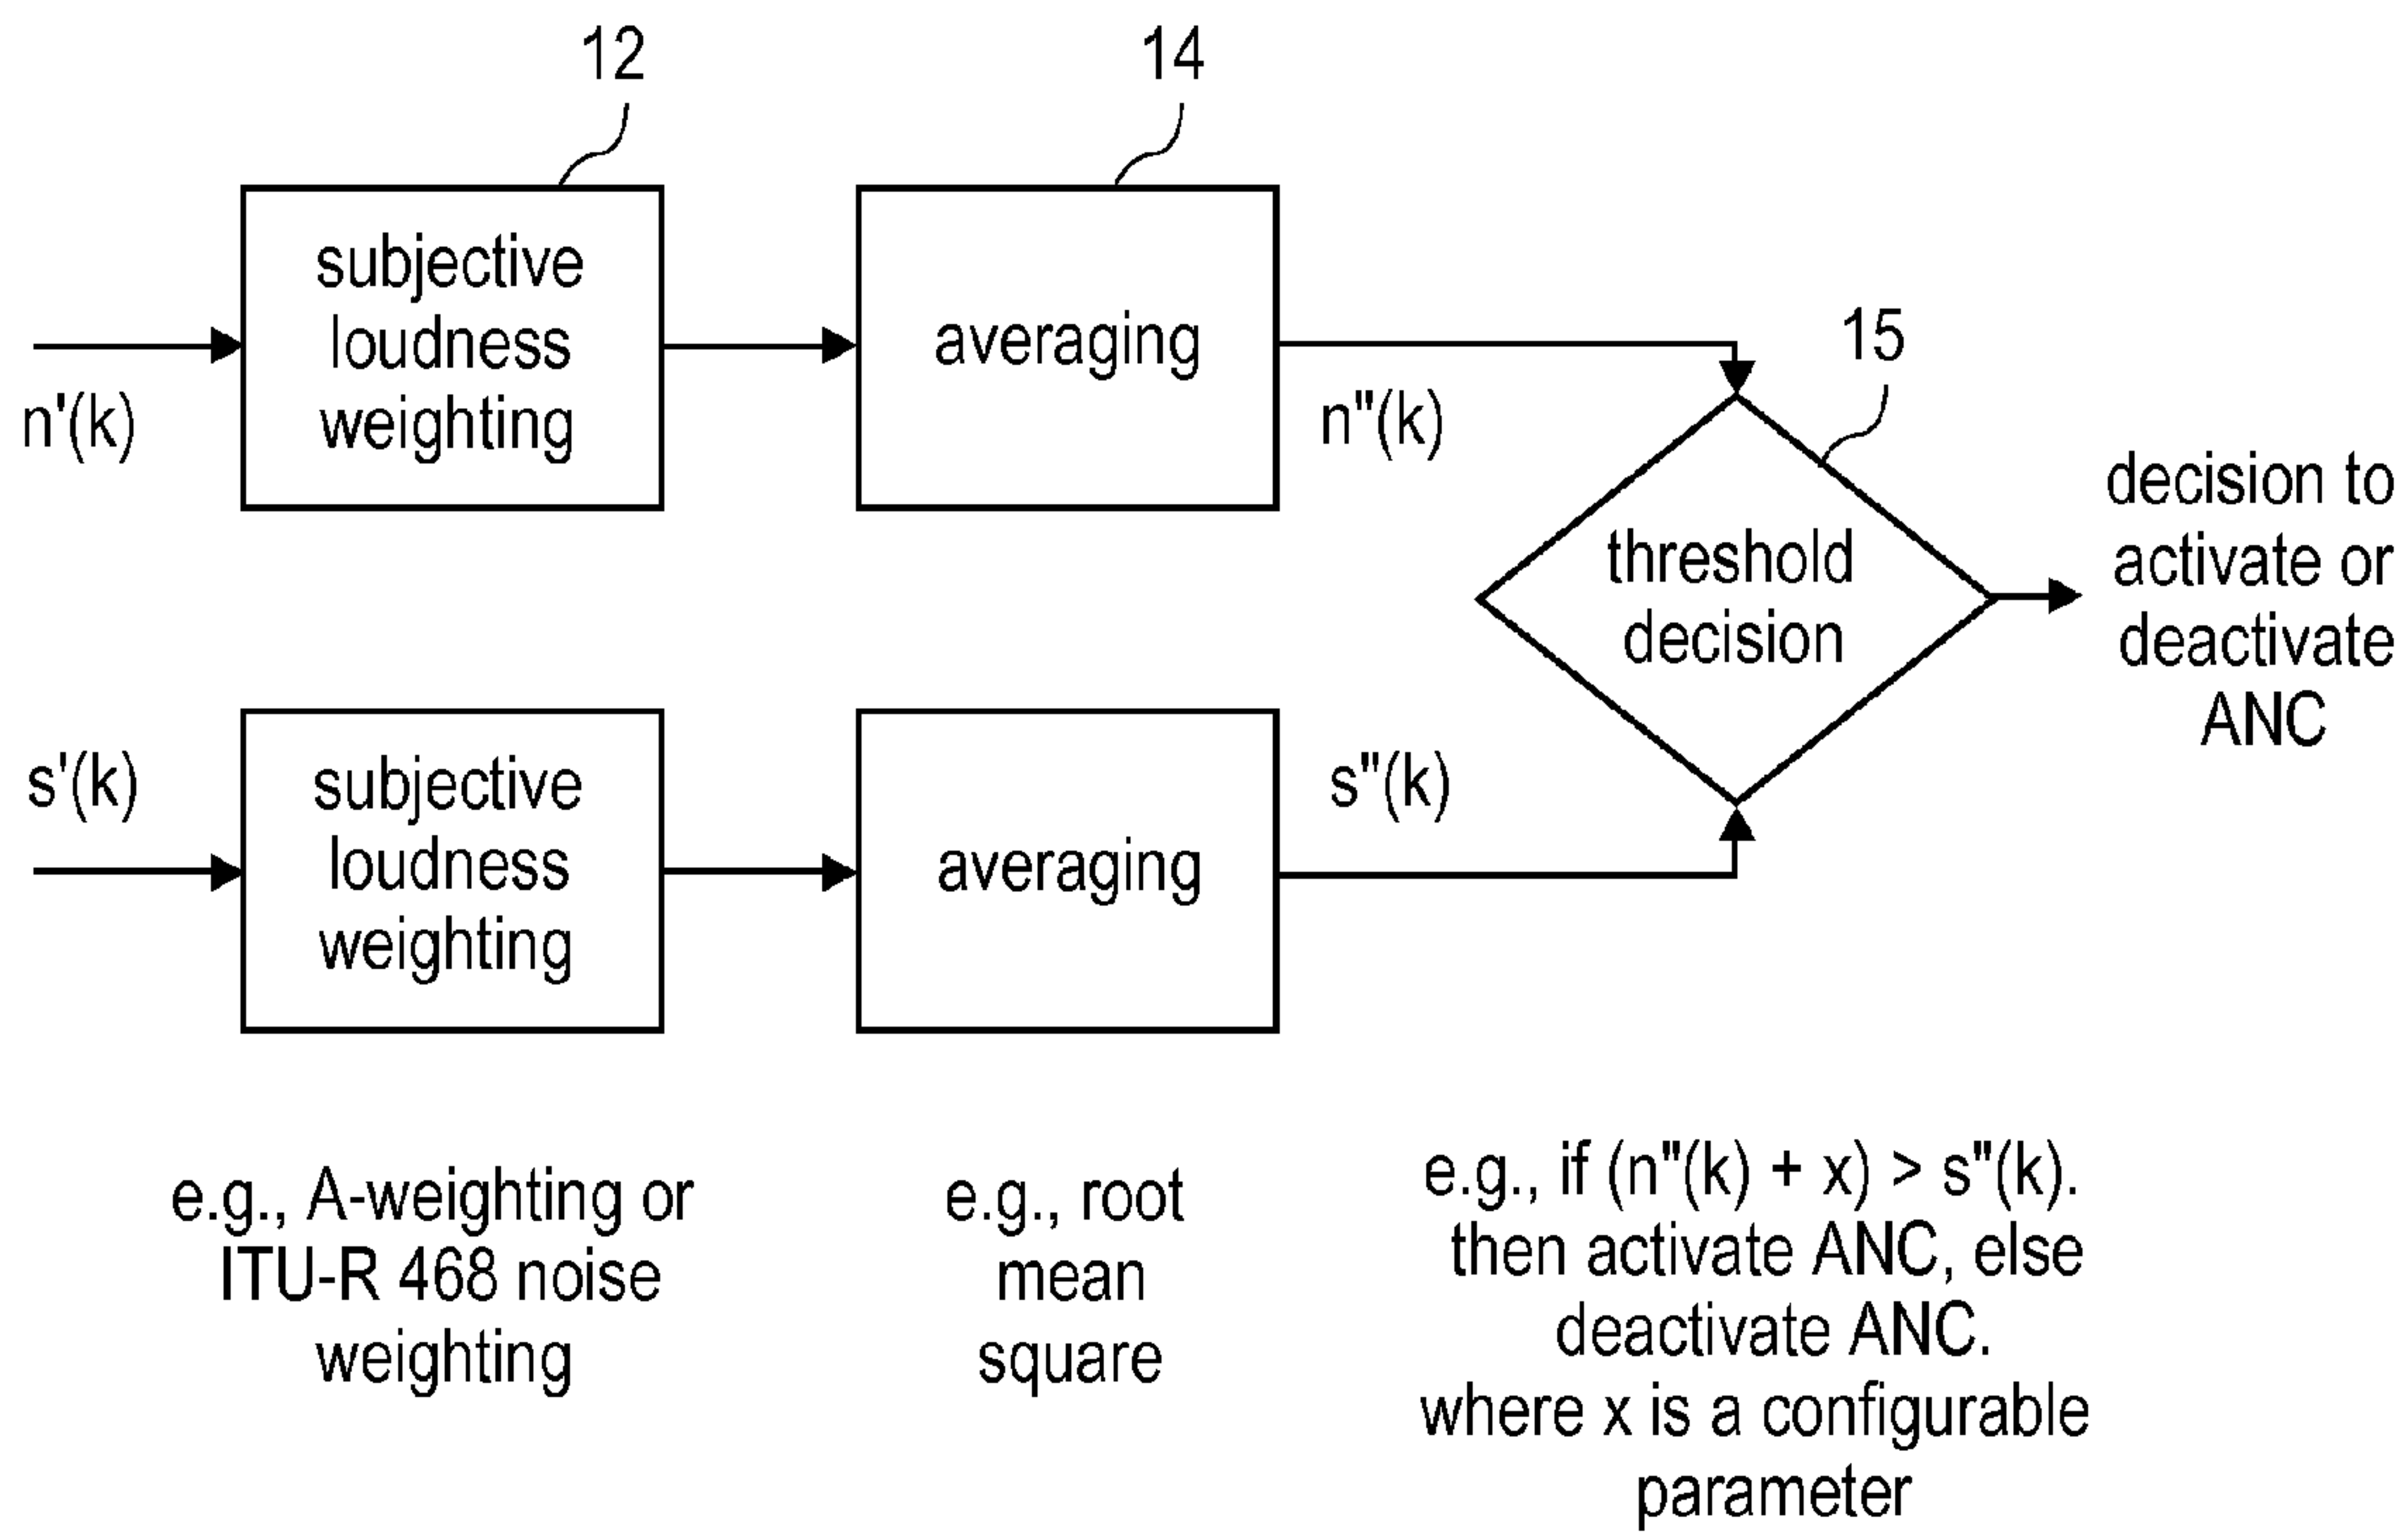 12
14
subjective
loudness
weighting
averaging
n'(k)
n"(k)
15
threshold
decision
decision to
activate or
deactivate
ANC
s'(k)
subjective
loudness
weighting
averaging
s"(k)
e.g., A-weighting or
ITU-R 468 noise
weighting
e.g., root
mean
square
e.g., if (n"(k) + x) > s"(k).
then activate ANC, else
deactivate ANC.
where x is a configurable
parameter